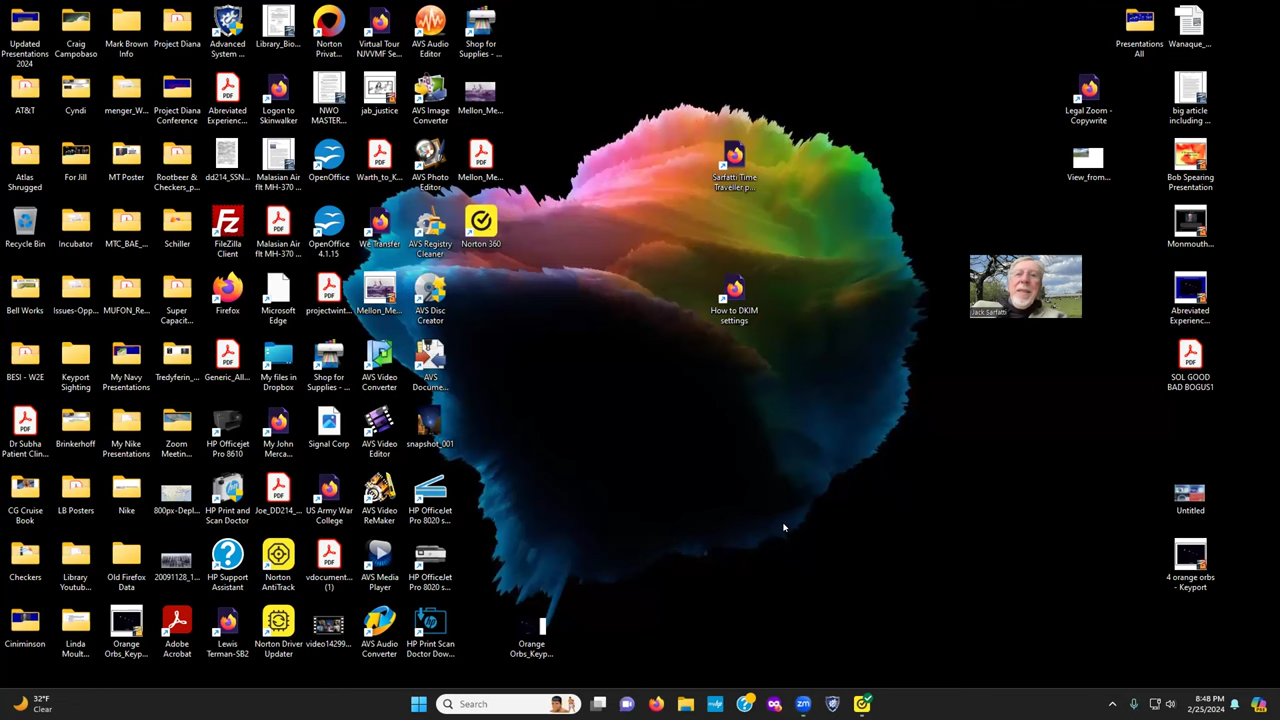 Updated
Presentations
2024
Craig
Campobaso
Mark Brown
Info
Project Diana
Advanced
System ...
Library_Bio...
Norton
Privat...
Virtual Tour
NJVVMF Se...
AVS Audio
Editor
Shop for
Supplies - ...
Presentations
All
Wanaque_...
AT&T
Cyndi
menger_W...
Project Diana
Conference
Abreviated
Experienc...
Logon to
Skinwalker
NWO
MASTER...
jab_justice
AVS Image
Converter
Mellon_Me...
Legal Zoom -
Copywrite
big article
including ...
Atlas
Shrugged
For Jill
MT Poster
Rootbeer &
Checkers_p...
dd214_SSN...
Malasian Air
flt MH-370 ...
OpenOffice
Warth_to_K...
AVS Photo
Editor
Mellon_Me...
Sarfatti Time
Traveller p...
View_from...
Bob Spearing
Presentation
Recycle Bin
Incubator
MTC_BAE_...
Schiller
FileZilla
Client
Malasian Air
flt MH-370 ...
OpenOffice
4.1.15
WeTransfer
AVS Registry
Cleaner
Norton 360
Monmouth...
Bell Works
Issues-Opp...
MUFON_Re...
Super
Capacit...
Firefox
Microsoft
Edge
projectwint...
Mellon_Me...
AVS Disc
Creator
How to DKIM
settings
Jack Sarfatti
Abreviated
Experienc...
BESI - W2E
Keyport
Sighting
My Navy
Presentations
Tredyferin_...
Generic_All...
My files in
Dropbox
Shop for
Supplies - ...
AVS Video
Converter
AVS
Docume...
SOL GOOD
BAD BOGUS1
Dr Subha
Patient Clin...
Brinkerhoff
My Nike
Presentations
Zoom
Meetin...
HP Officejet
Pro 8610
My John
Merca...
Signal Corp
AVS Video
Editor
snapshot_001
CG Cruise
Book
LB Posters
Nike
800px-Depl...
HP Print and
Scan Doctor
Joe_DD214_...
US Army War
College
AVS Video
ReMaker
HP OfficeJet
Pro 8020 s...
Untitled
Checkers
Library
Youtub...
Old Firefox
Data
20091128_1...
HP Support
Assistant
Norton
AntiTrack
vdocument...
(1)
AVS Media
Player
HP OfficeJet
Pro 8020 s...
4 orange orbs
- Keyport
Ciniminson
Linda
Moult...
Orange
Orbs_Keyp...
Adobe
Acrobat
Lewis
Terman-SB2
Norton Driver
Updater
video14299...
AVS Audio
Converter
HP Print Scan
Doctor Dow...
Orange
Orbs_Keyp...
32°F
Clear
Search
zm
8:48 PM
2/25/2024